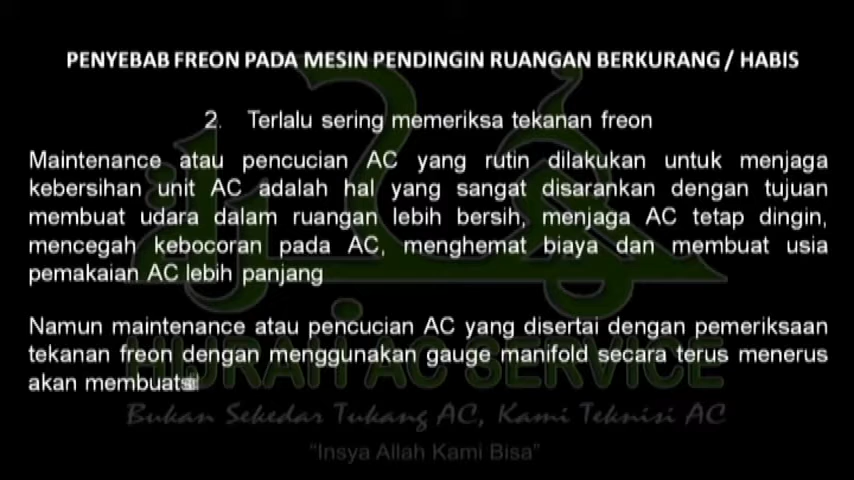 PENYEBAB FREON PADA MESIN PENDINGIN RUANGAN BERKURANG / HABIS
2. Terlalu sering memeriksa tekanan freon
Maintenance atau pencucian AC yang rutin dilakukan untuk menjaga
kebersihan unit AC adalah hal yang sangat disarankan dengan tujuan
membuat udara dalam ruangan lebih bersih, menjaga AC tetap dingin,
mencegah kebocoran pada AC, menghemat biaya dan membuat usia
pemakaian AC lebih panjang
Namun maintenance atau pencucian AC yang disertai dengan pemeriksaan
tekanan freon dengan menggunakan gauge manifold secara terus menerus
akan membuat
HIJRAH AC SERVICE
Bukan Sekedar Tukang AC, Kami Teknisi AC
“Insya Allah Kami Bisa”